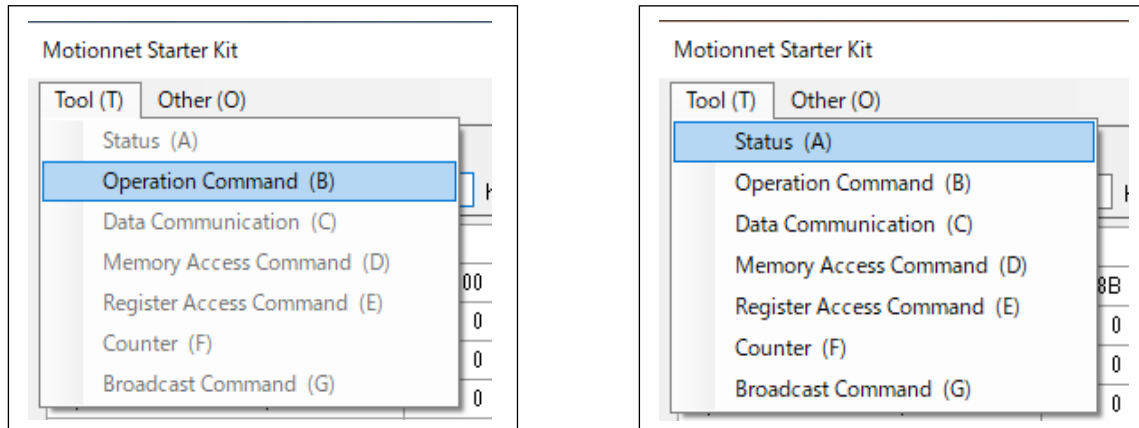 Motionnet Starter Kit
Tool (T) Other (O)
Status (A)
Operation Command (B)
Data Communication (C)
Memory Access Command (D)
00
Register Access Command (E)
0
Counter (F)
0
Broadcast Command (G)
0
Motionnet Starter Kit
Tool (T) Other (O)
Status (A)
Operation Command (B)
Data Communication (C)
Memory Access Command (D)
8B
Register Access Command (E)
0
Counter (F)
0
Broadcast Command (G)
0